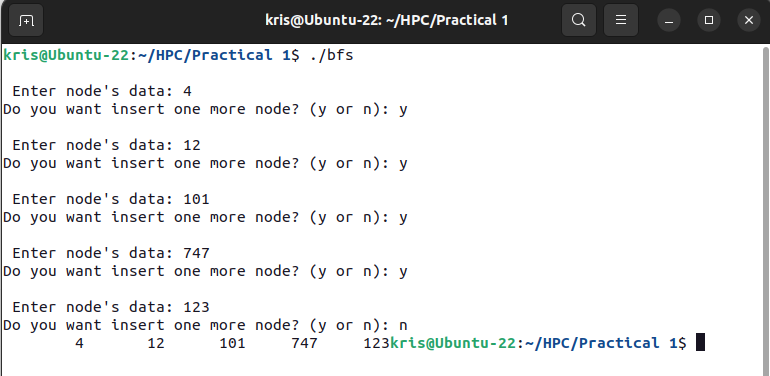 kris@Ubuntu-22: ~/HPC/Practical 1
kris@Ubuntu-22:~/HPC/Practical 1$ ./bfs
Enter node's data: 4
Do you want insert one more node? (y or n): y
Enter node's data: 12
Do you want insert one more node? (y or n): y
Enter node's data: 101
Do you want insert one more node? (y or n): y
Enter node's data: 747
Do you want insert one more node? (y or n): y
Enter node's data: 123
Do you want insert one more node? (y or n): n
4 12 101 747 123kris@Ubuntu-22:~/HPC/Practical 1$